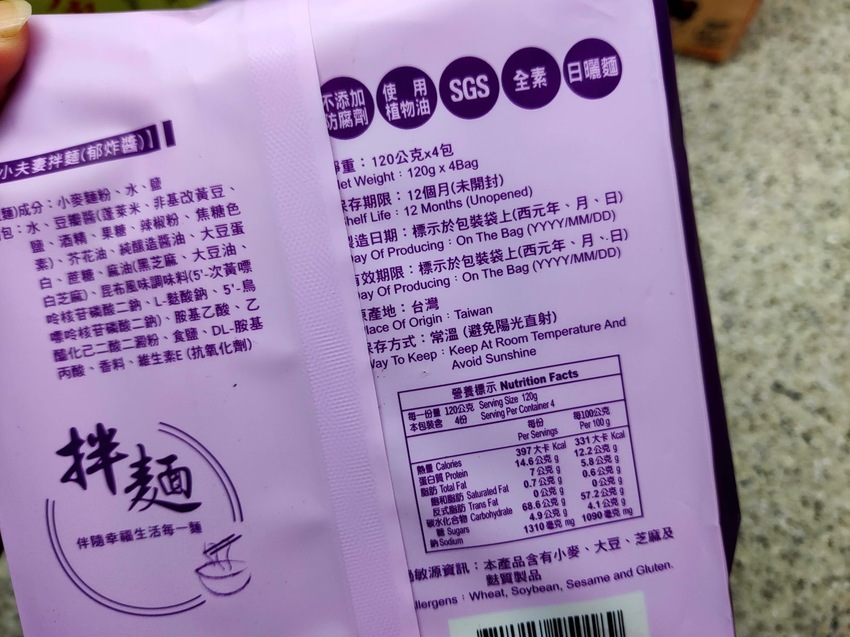 小夫妻拌麵(郁炸醬)】
麵)成分：小麥麵粉、水、鹽
包：水、豆瓣醬(蓬萊米、非基改黃豆、
鹽、酒精、果糖、辣椒粉、焦糖色
素)、芥花油、純釀造醬油、大豆蛋
白、蔗糖、麻油(黑芝麻、大豆油、
白芝麻)、昆布風味調味料(5'-次黃嘌
呤核苷磷酸二鈉、L-麩酸鈉、5'-鳥
嘌呤核苷磷酸二鈉)、胺基乙酸、乙
醯化己二酸二澱粉、食鹽、DL-胺基
丙酸、香料、維生素E (抗氧化劑)
拌麵
伴隨幸福生活每一麵
不添加
防腐劑
使用
植物油
SGS
全素
日曬麵
重：120公克x4包
et Weight：120g x 4Bag
保存期限：12個月(未開封)
helf Life：12 Months (Unopened)
製造日期：標示於包裝袋上(西元年、月、日)
ay Of Producing：On The Bag (YYYY/MM/DD)
有效期限：標示於包裝袋上(西元年、月、日)
ay Of Producing：On The Bag (YYYY/MM/DD)
產地：台灣
lace Of Origin：Taiwan
保存方式：常溫 (避免陽光直射)
Way To Keep：Keep At Room Temperature And
Avoid Sunshine
營養標示 Nutrition Facts
每一份量 120公克 Serving Size 120g
本包裝含 4份 Serving Per Container 4
每份 每100公克
Per Servings Per 100 g
熱量 Calories 397 大卡 Kcal 331 大卡 Kcal
蛋白質 Protein 14.6 公克 g 12.2 公克 g
脂肪 Total Fat 7 公克 g 5.8 公克 g
飽和脂肪 Saturated Fat 0.7 公克 g 0.6 公克 g
反式脂肪 Trans Fat 0 公克 g 0 公克 g
碳水化合物 Carbohydrate 68.6 公克 g 57.2 公克 g
糖 Sugars 4.9 公克 g 4.1 公克 g
鈉 Sodium 1310 毫克 mg 1090 毫克 mg
敏源資訊：本產品含有小麥、大豆、芝麻及
麩質製品
llergens：Wheat, Soybean, Sesame and Gluten.